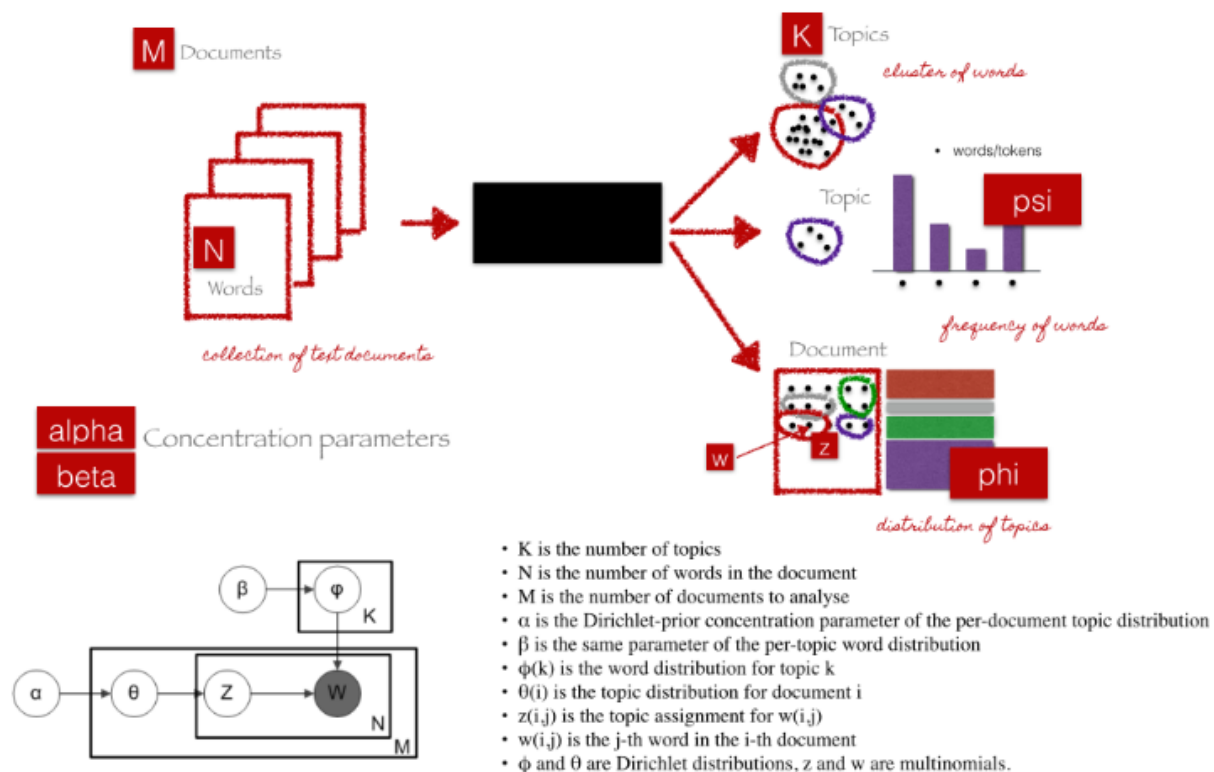 M Documents
K Topics
cluster of words
• words/tokens
Topic
psi
N
Words
frequency of words
collection of text documents
Document
alpha
beta
Concentration parameters
w
z
phi
distribution of topics
β
φ
K
α
θ
Z
W
N
M
• K is the number of topics
• N is the number of words in the document
• M is the number of documents to analyse
• α is the Dirichlet-prior concentration parameter of the per-document topic distribution
• β is the same parameter of the per-topic word distribution
• ϕ(k) is the word distribution for topic k
• θ(i) is the topic distribution for document i
• z(i,j) is the topic assignment for w(i,j)
• w(i,j) is the j-th word in the i-th document
• ϕ and θ are Dirichlet distributions, z and w are multinomials.